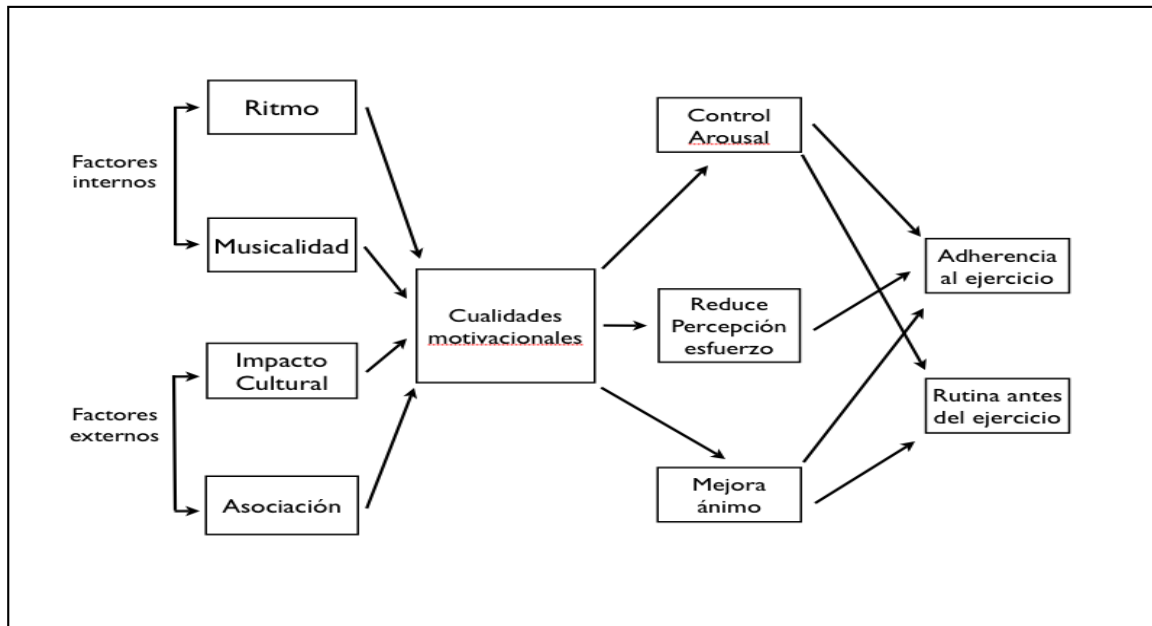 Ritmo
Factores
internos
Musicalidad
Impacto
Cultural
Factores
externos
Asociación
Cualidades
motivacionales
Control
Arousal
Reduce
Percepción
esfuerzo
Mejora
ánimo
Adherencia
al ejercicio
Rutina antes
del ejercicio